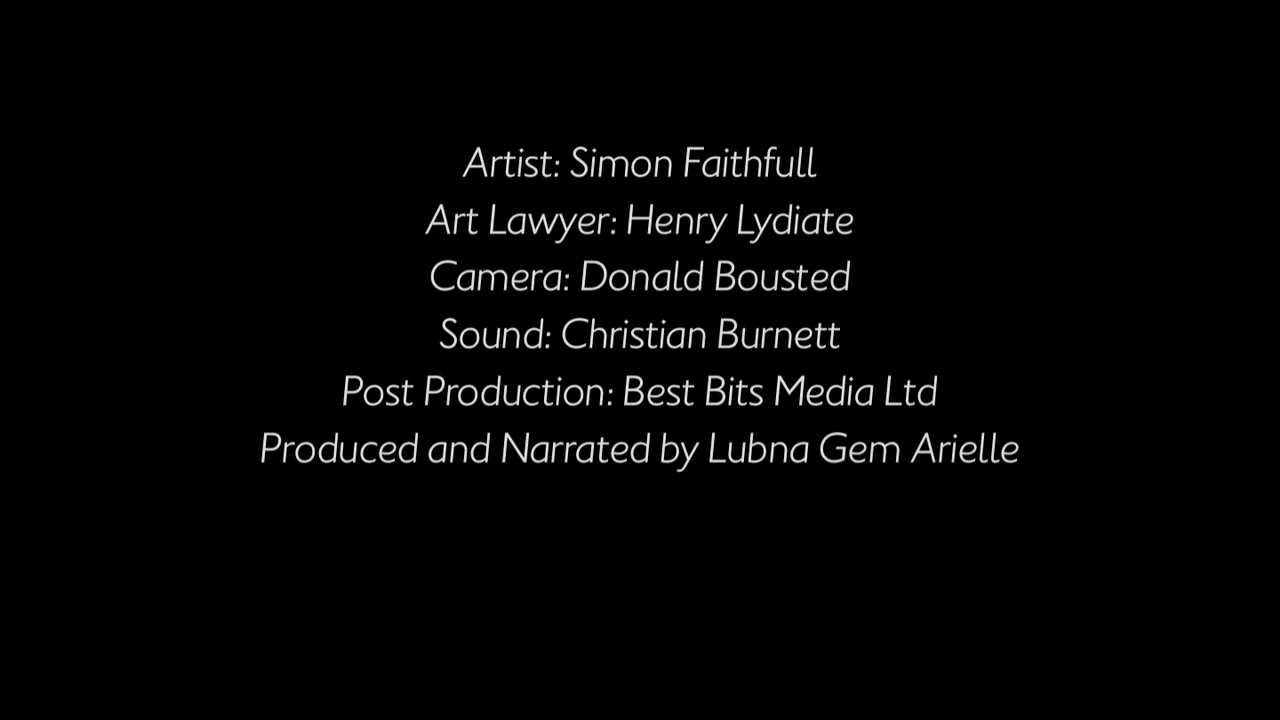 Artist: Simon Faithfull
Art Lawyer: Henry Lydiate
Camera: Donald Bousted
Sound: Christian Burnett
Post Production: Best Bits Media Ltd
Produced and Narrated by Lubna Gem Arielle